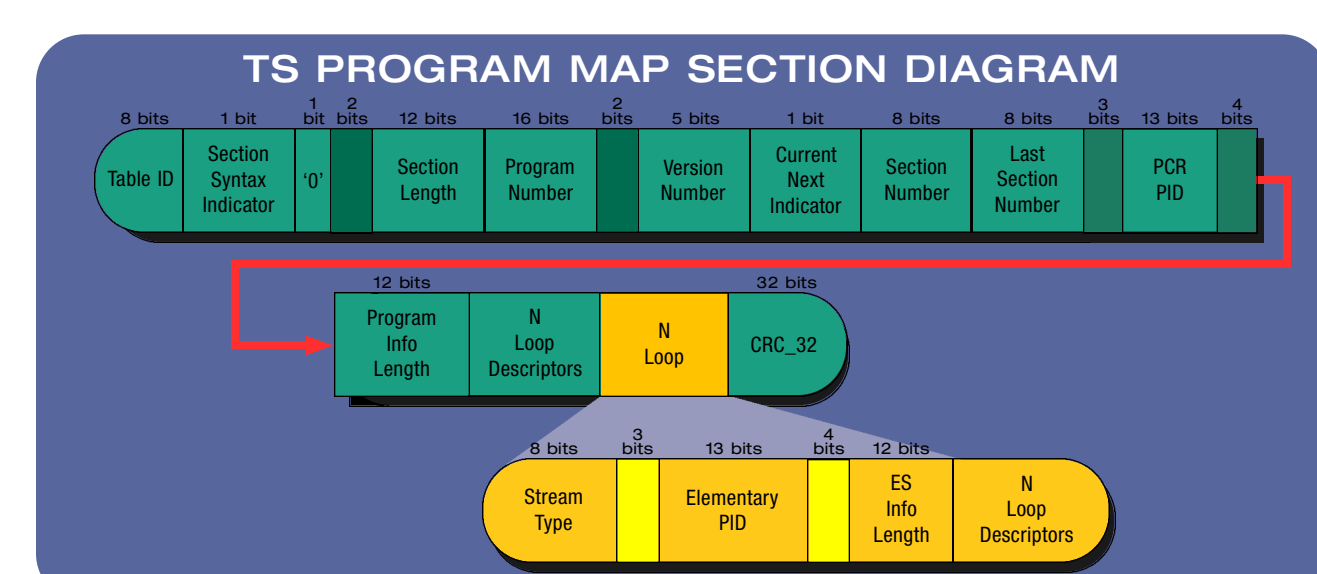 TS PROGRAM MAP SECTION DIAGRAM
8 bits
1 bit
1
bit
2
bits
12 bits
16 bits
2
bits
5 bits
1 bit
8 bits
8 bits
3
bits
13 bits
4
bits
Table ID
Section
Syntax
Indicator
‘0’
Section
Length
Program
Number
Version
Number
Current
Next
Indicator
Section
Number
Last
Section
Number
PCR
PID
12 bits
32 bits
Program
Info
Length
N
Loop
Descriptors
N
Loop
CRC_32
8 bits
3
bits
13 bits
4
bits
12 bits
Stream
Type
Elementary
PID
ES
Info
Length
N
Loop
Descriptors